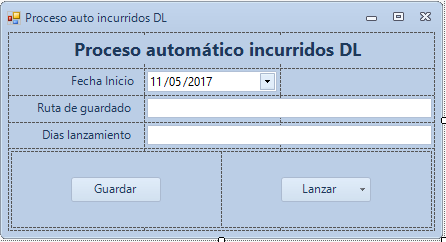 Proceso auto incurridos DL
Proceso automático incurridos DL
Fecha Inicio 11/05/2017
Ruta de guardado
Dias lanzamiento
Guardar Lanzar